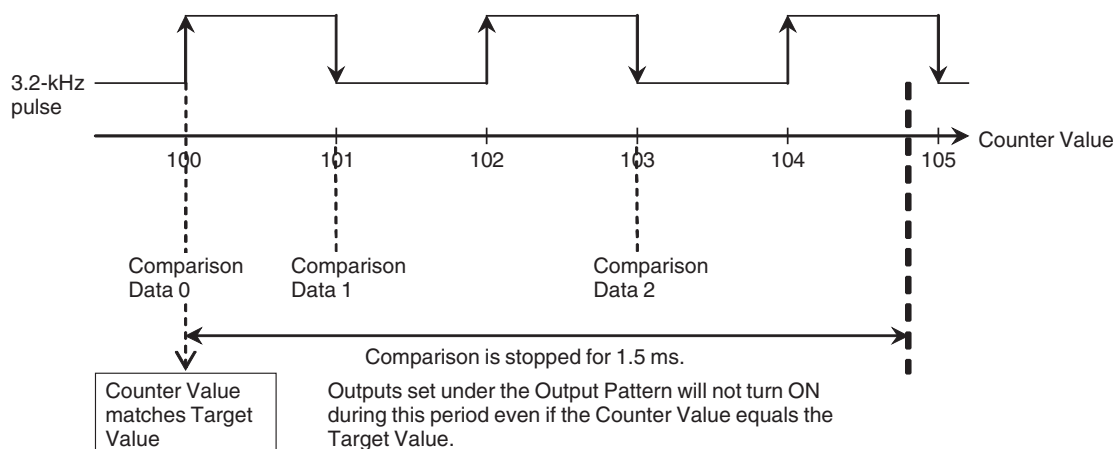 3.2-kHz
pulse
Counter Value
100
101
102
103
104
105
Comparison
Data 0
Comparison
Data 1
Comparison
Data 2
Comparison is stopped for 1.5 ms.
Counter Value
matches Target
Value
Outputs set under the Output Pattern will not turn ON
during this period even if the Counter Value equals the
Target Value.